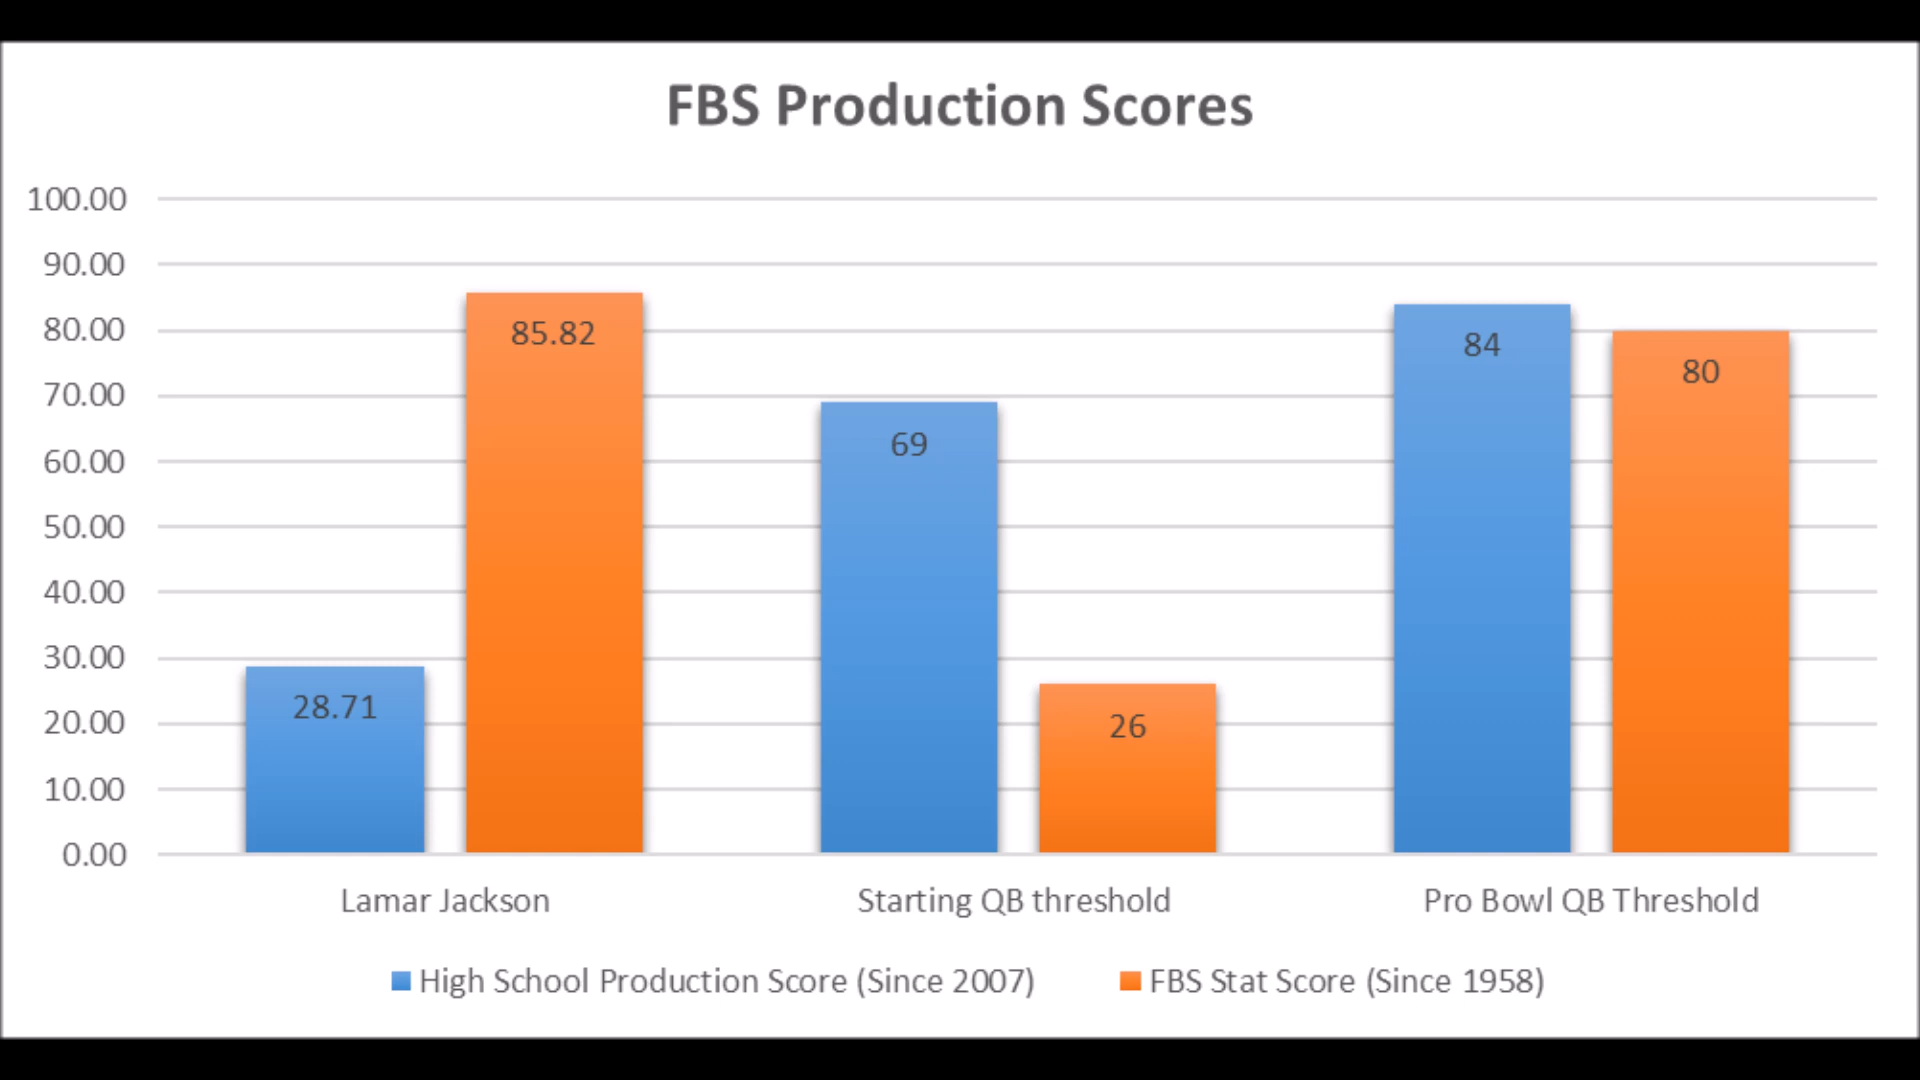 FBS Production Scores
100.00
90.00
80.00
70.00
60.00
50.00
40.00
30.00
20.00
10.00
0.00
28.71
85.82
69
26
84
80
Lamar Jackson
Starting QB threshold
Pro Bowl QB Threshold
High School Production Score (Since 2007)
FBS Stat Score (Since 1958)